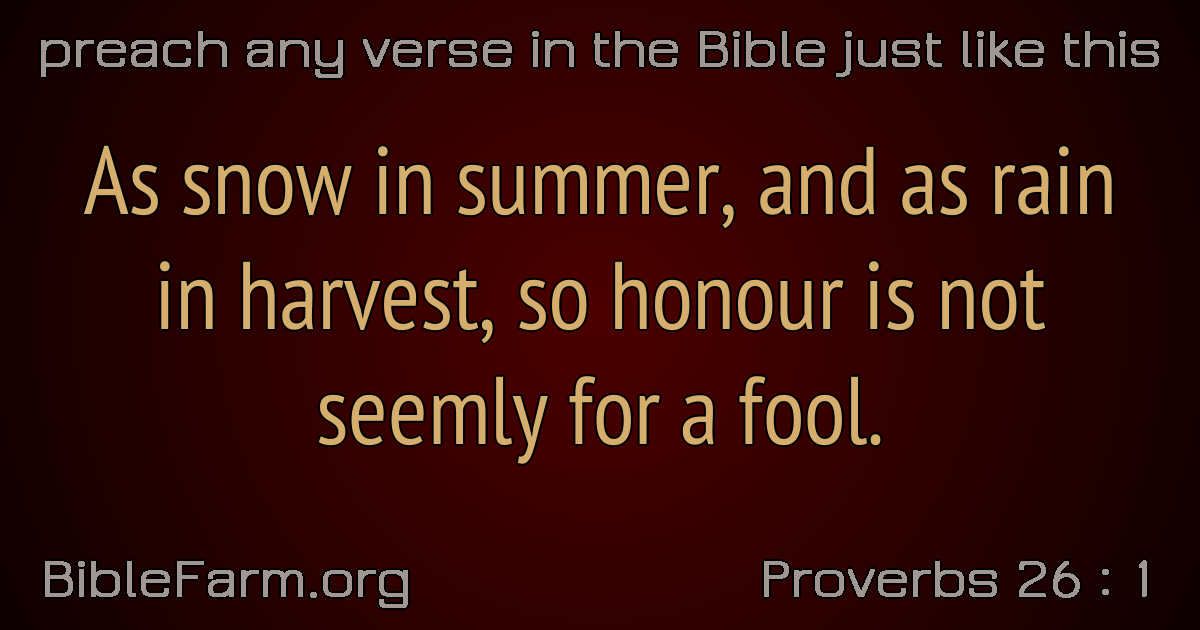 preach any verse in the Bible just like this
As snow in summer, and as rain
in harvest, so honour is not
seemly for a fool.
BibleFarm.org
Proverbs 26 : 1